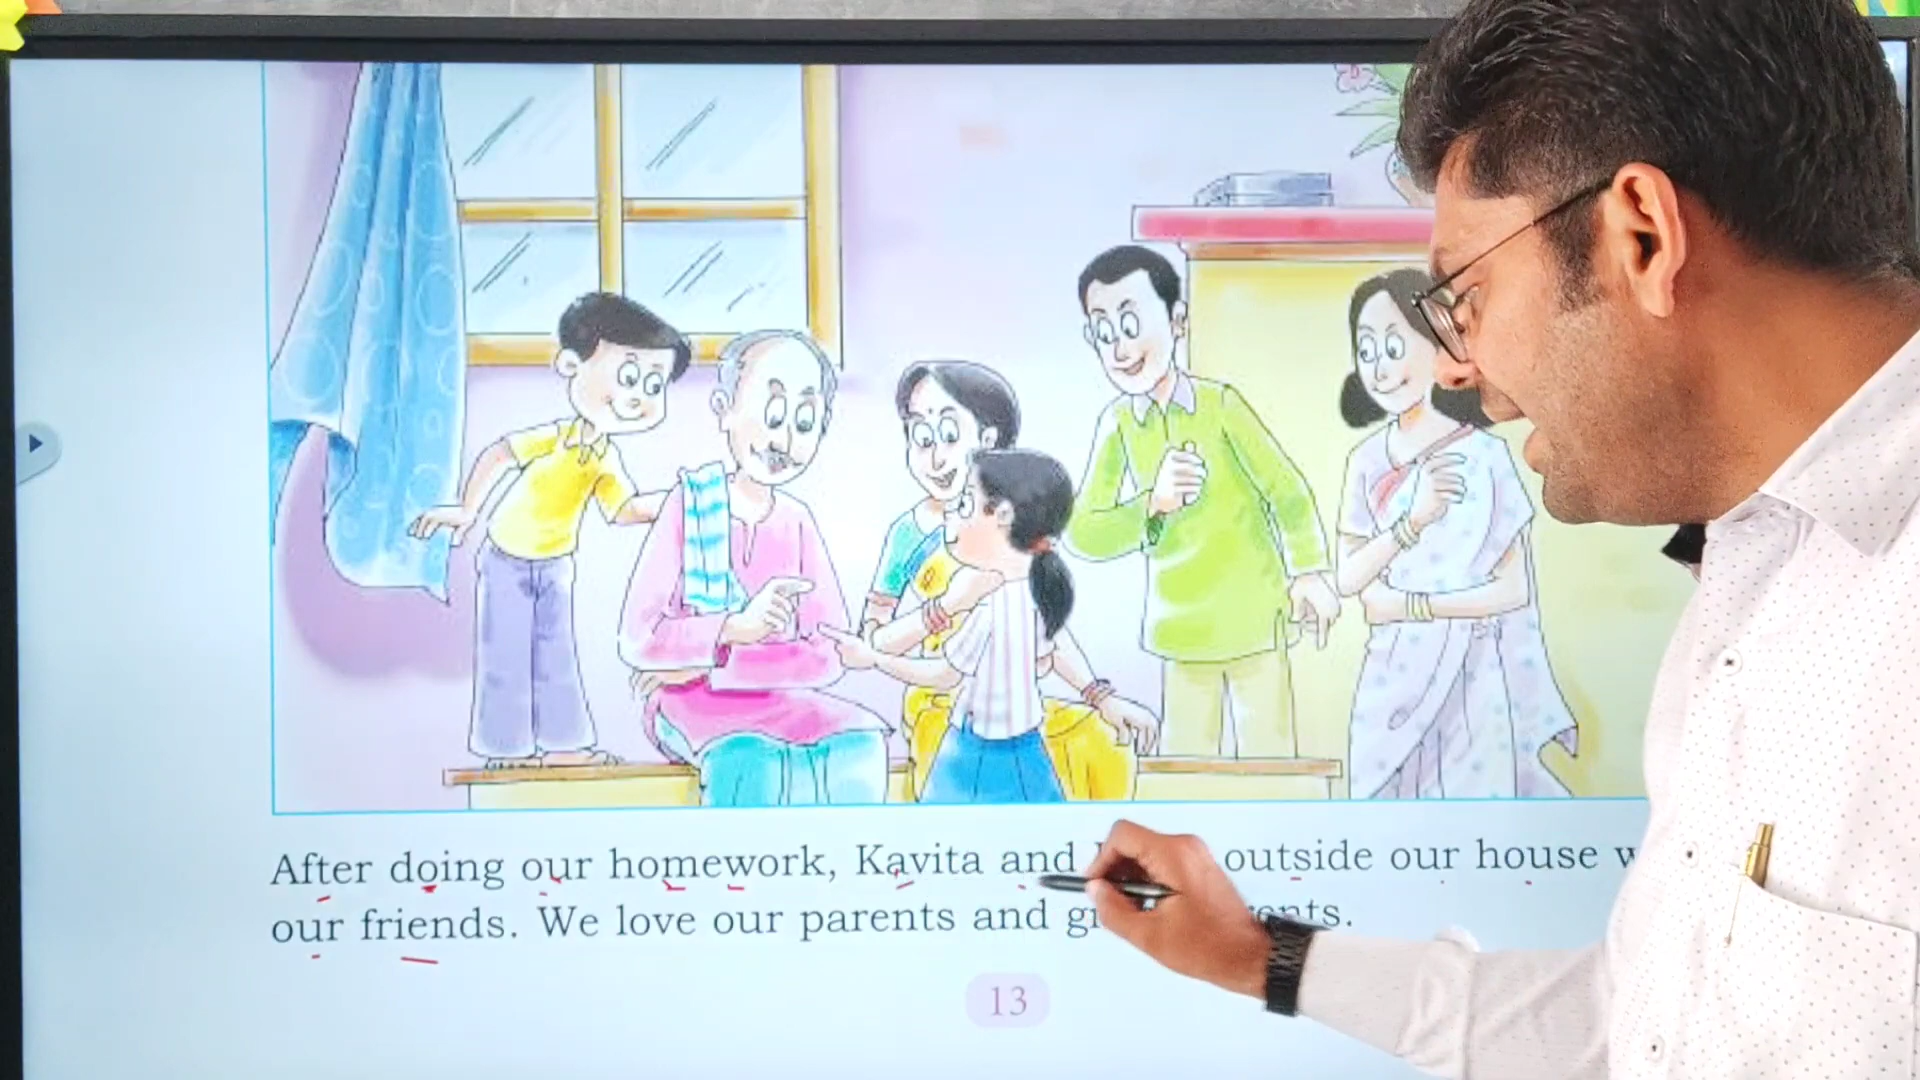 After doing our homework, Kavita and outside our house
our friends. We love our parents and
13